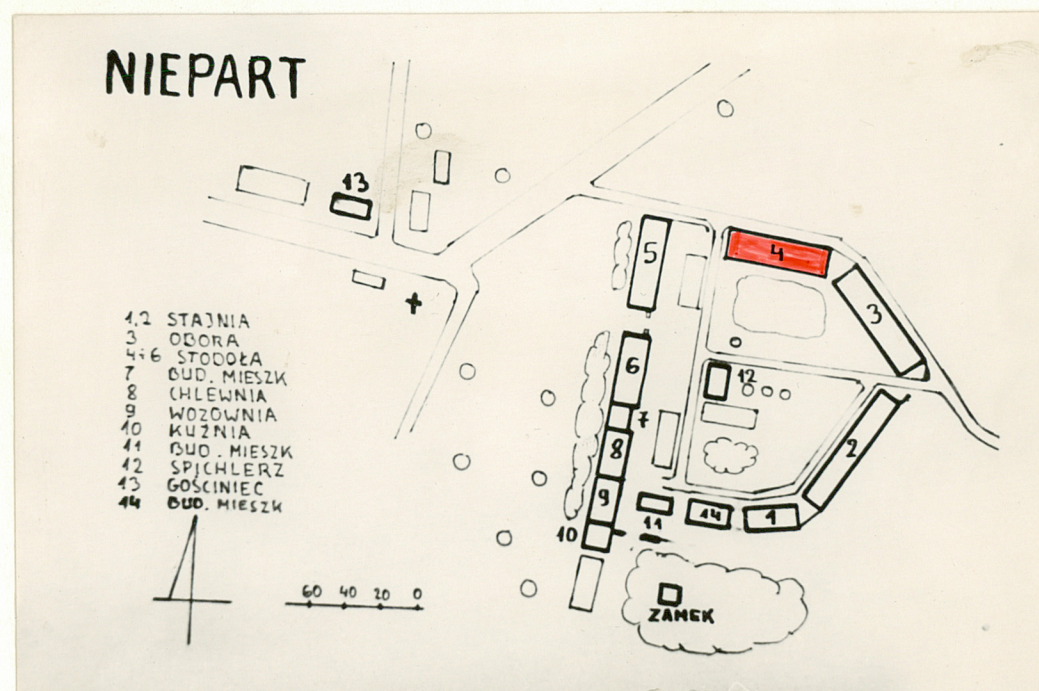 NIEPART
13
4
5
3
6
12
7
2
8
9
11
14
1
10
ZAMEK
1,2 STAJNIA
3 OBORA
4÷6 STODOŁA
7 BUD. MIESZK
8 CHLEWNIA
9 WOZOWNIA
10 KUŹNIA
11 BUD. MIESZK
12 SPICHLERZ
13 GOŚCINIEC
14 BUD. MIESZK
60 40 20 0